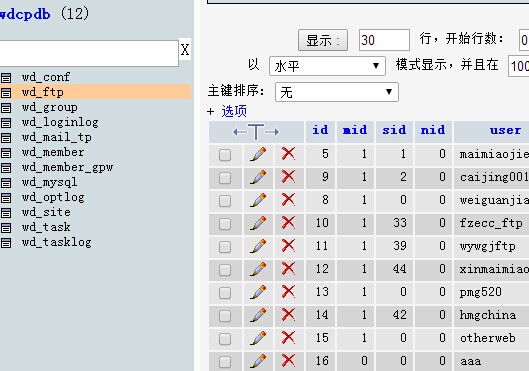 wdcpdb (12)
X
wd_conf
wd_ftp
wd_group
wd_loginlog
wd_mail_tp
wd_member
wd_member_gpw
wd_mysql
wd_optlog
wd_site
wd_task
wd_tasklog
显示： 30 行，开始行数： 0
以 水平 模式显示，并且在 100
主键排序： 无
+ 选项
←T→ id mid sid nid user
5 1 1 0 maimiaojie
9 1 2 0 caijing001
8 1 0 0 weiguanjia
10 1 33 0 fzecc_ftp
11 1 39 0 wywgjftp
12 1 44 0 xinmaimiao
13 1 0 0 pmg520
14 1 42 0 hmgchina
15 1 0 0 otherweb
16 0 0 0 aaa